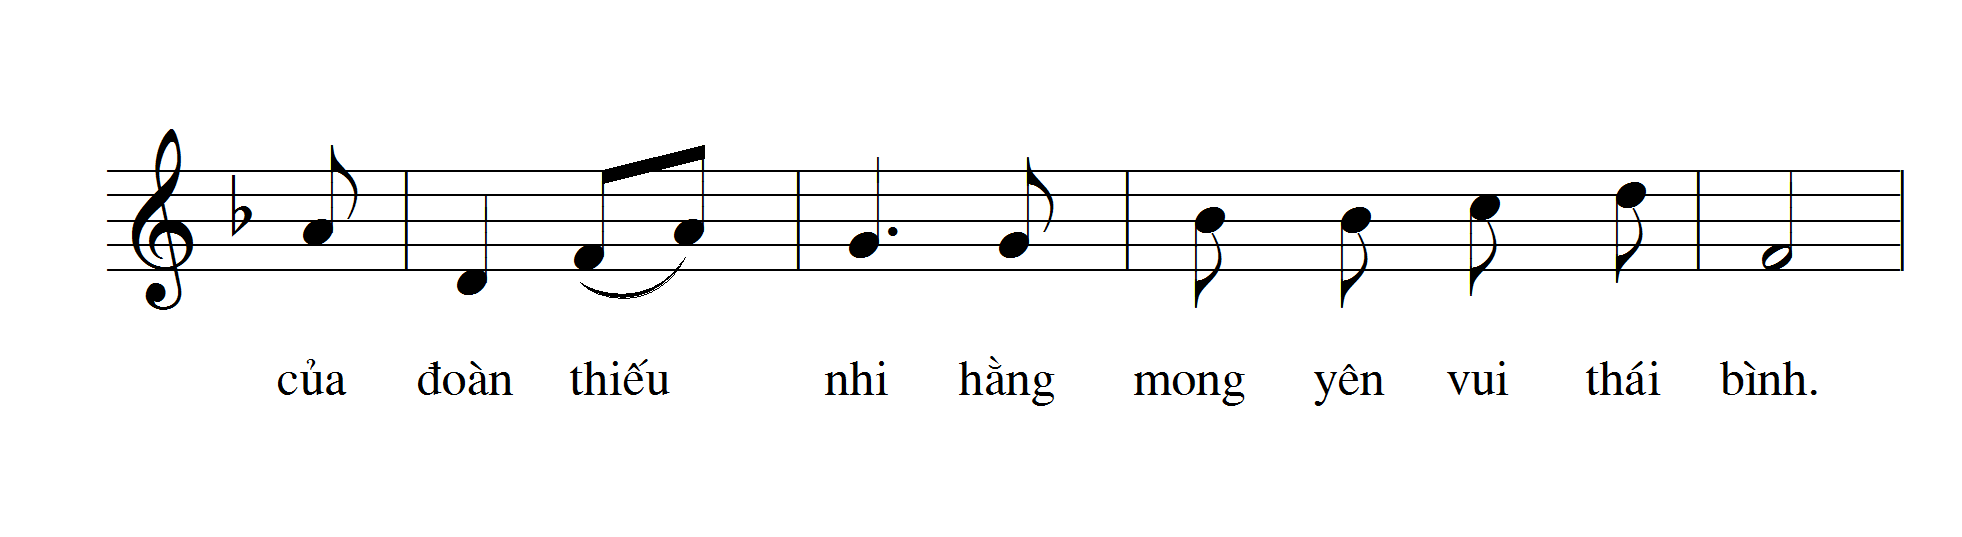 của đoàn thiếu nhi hằng mong yên vui thái bình.